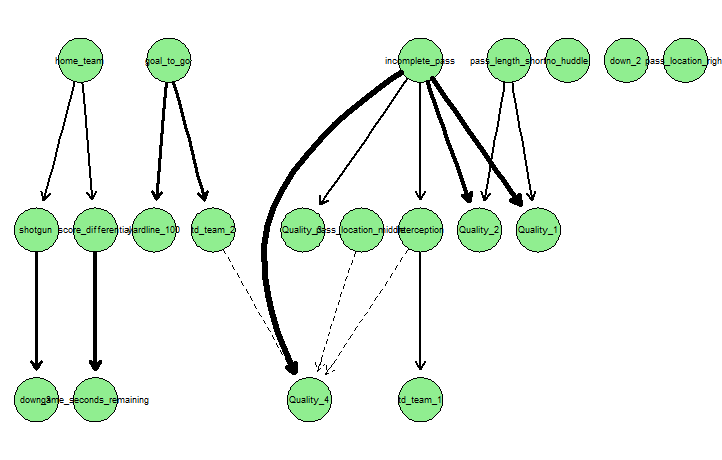 home_team
goal_to_go
incomplete_pass
pass_length_short
no_huddle
down_2
pass_location_righ
shotgun
score_differential
yardline_100
td_team_2
Quality_3
pass_location_middle
interception
Quality_2
Quality_1
down_3
game_seconds_remaining
Quality_4
td_team_1